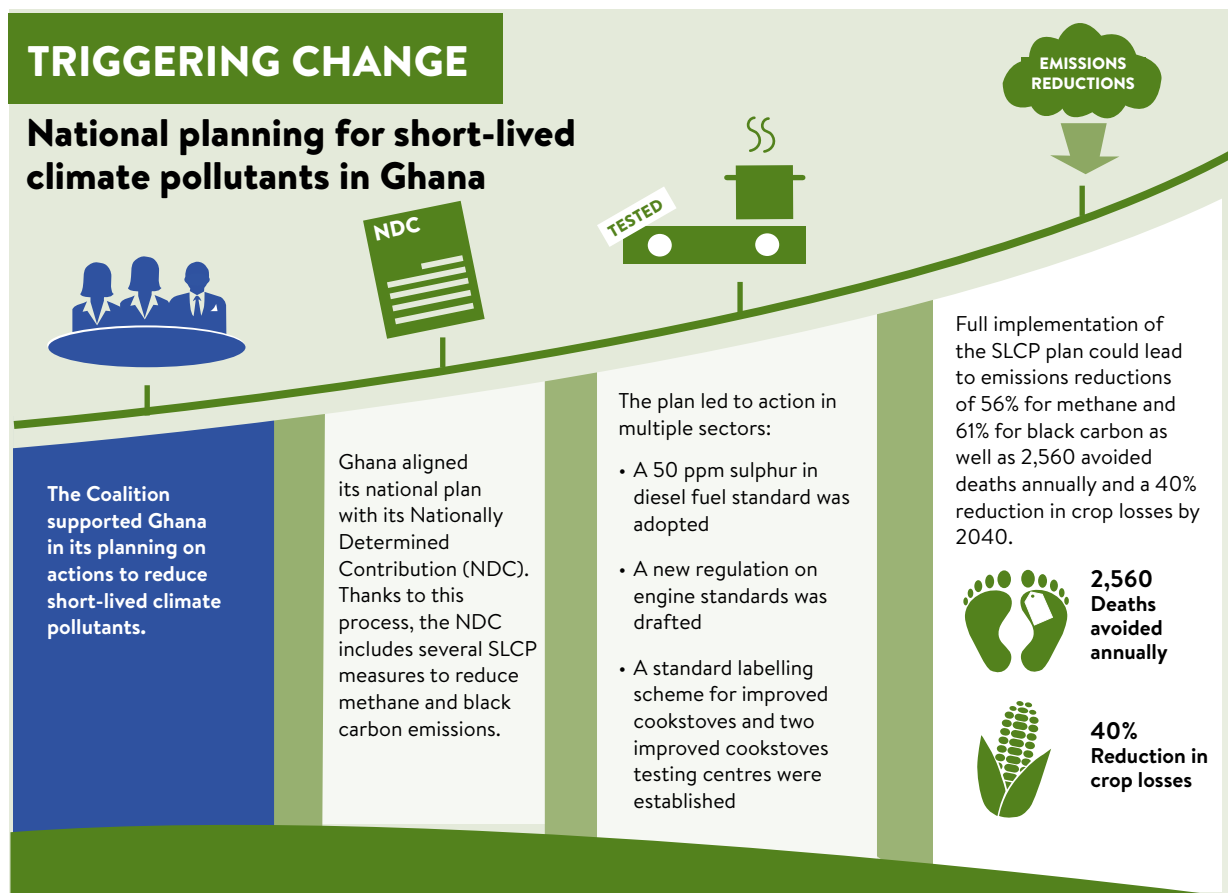 TRIGGERING CHANGE
National planning for short-lived
climate pollutants in Ghana
EMISSIONS
REDUCTIONS
NDC
TESTED
The Coalition
supported Ghana
in its planning on
actions to reduce
short-lived climate
pollutants.
Ghana aligned
its national plan
with its Nationally
Determined
Contribution (NDC).
Thanks to this
process, the NDC
includes several SLCP
measures to reduce
methane and black
carbon emissions.
The plan led to action in
multiple sectors:
• A 50 ppm sulphur in
diesel fuel standard was
adopted
• A new regulation on
engine standards was
drafted
• A standard labelling
scheme for improved
cookstoves and two
improved cookstoves
testing centres were
established
Full implementation of
the SLCP plan could lead
to emissions reductions
of 56% for methane and
61% for black carbon as
well as 2,560 avoided
deaths annually and a 40%
reduction in crop losses by
2040.
2,560
Deaths
avoided
annually
40%
Reduction in
crop losses